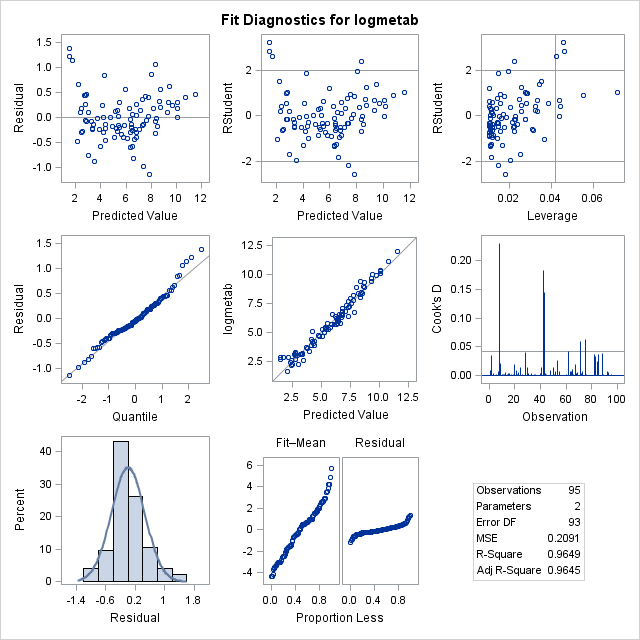 Fit Diagnostics for logmetab
1.5
1.0
0.5
0.0
-0.5
-1.0
Residual
2 4 6 8 10 12
Predicted Value
2
0
-2
RStudent
2 4 6 8 10 12
Predicted Value
2
0
-2
RStudent
0.02 0.04 0.06
Leverage
1.5
1.0
0.5
0.0
-0.5
-1.0
Residual
-2 -1 0 1 2
Quantile
12.5
10.0
7.5
5.0
2.5
logmetab
2.5 5.0 7.5 10.0 12.5
Predicted Value
0.20
0.15
0.10
0.05
0.00
Cook's D
0 20 40 60 80 100
Observation
40
30
20
10
0
Percent
-1.4 -0.6 0.2 1 1.8
Residual
Fit–Mean Residual
6
4
2
0
-2
-4
0.0 0.4 0.8 0.0 0.4 0.8
Proportion Less
Observations 95
Parameters 2
Error DF 93
MSE 0.2091
R-Square 0.9649
Adj R-Square 0.9645